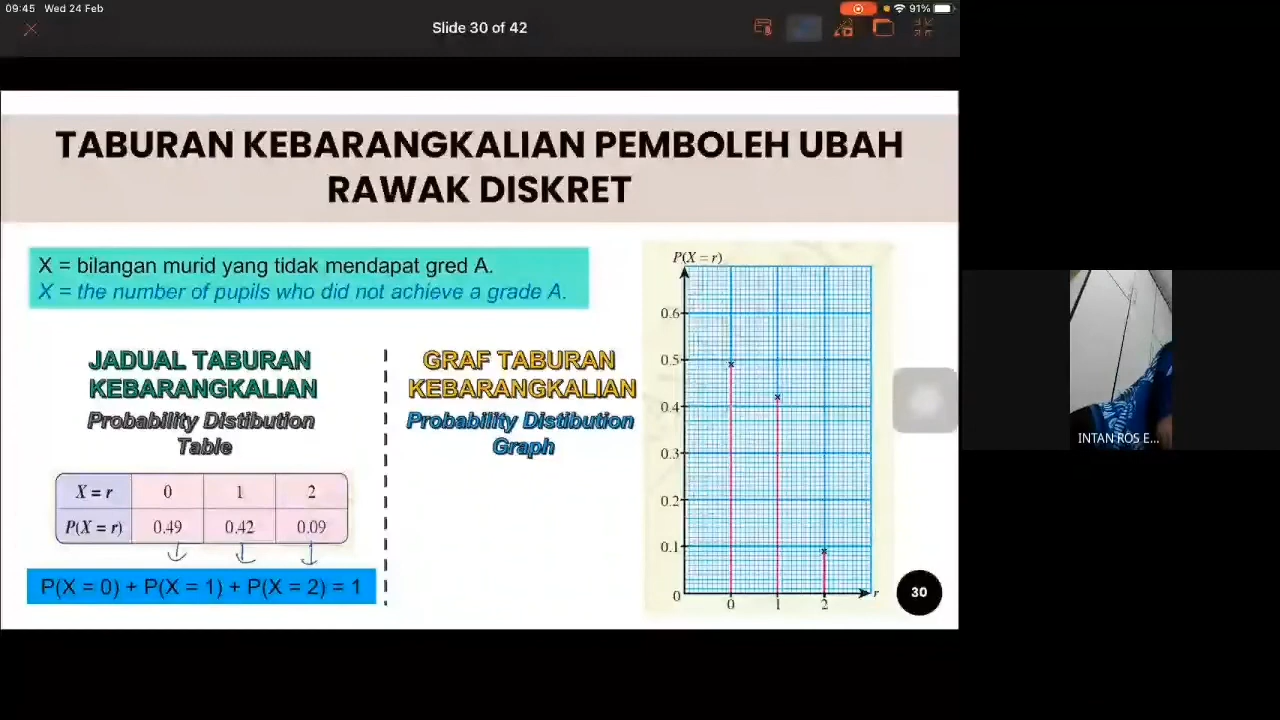 09:45 Wed 24 Feb
91%
Slide 30 of 42
TABURAN KEBARANGKALIAN PEMBOLEH UBAH
RAWAK DISKRET
X = bilangan murid yang tidak mendapat gred A.
X = the number of pupils who did not achieve a grade A.
JADUAL TABURAN
KEBARANGKALIAN
Probability Distibution
Table
X = r 0 1 2
P(X = r) 0.49 0.42 0.09
P(X = 0) + P(X = 1) + P(X = 2) = 1
GRAF TABURAN
KEBARANGKALIAN
Probability Distibution
Graph
P(X = r)
0.6
0.5
0.4
0.3
0.2
0.1
0
0 1 2 r
30
INTAN ROS E...